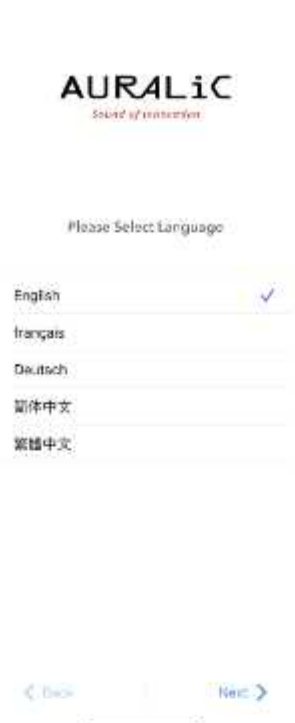 AURALiC
Sound of innovation
Please Select Language
English
français
Deutsch
简体中文
繁體中文
Back
Next